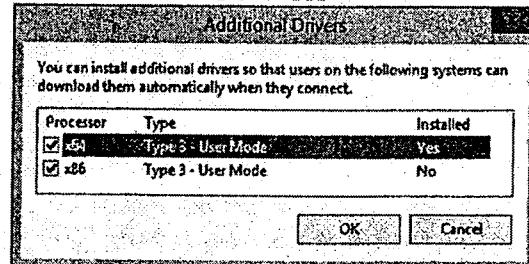 Additional Drivers
You can install additional drivers so that users on the following systems can
download them automatically when they connect.
Processor Type Installed
x64 Type 3 - User Mode Yes
x86 Type 3 - User Mode No
OK Cancel